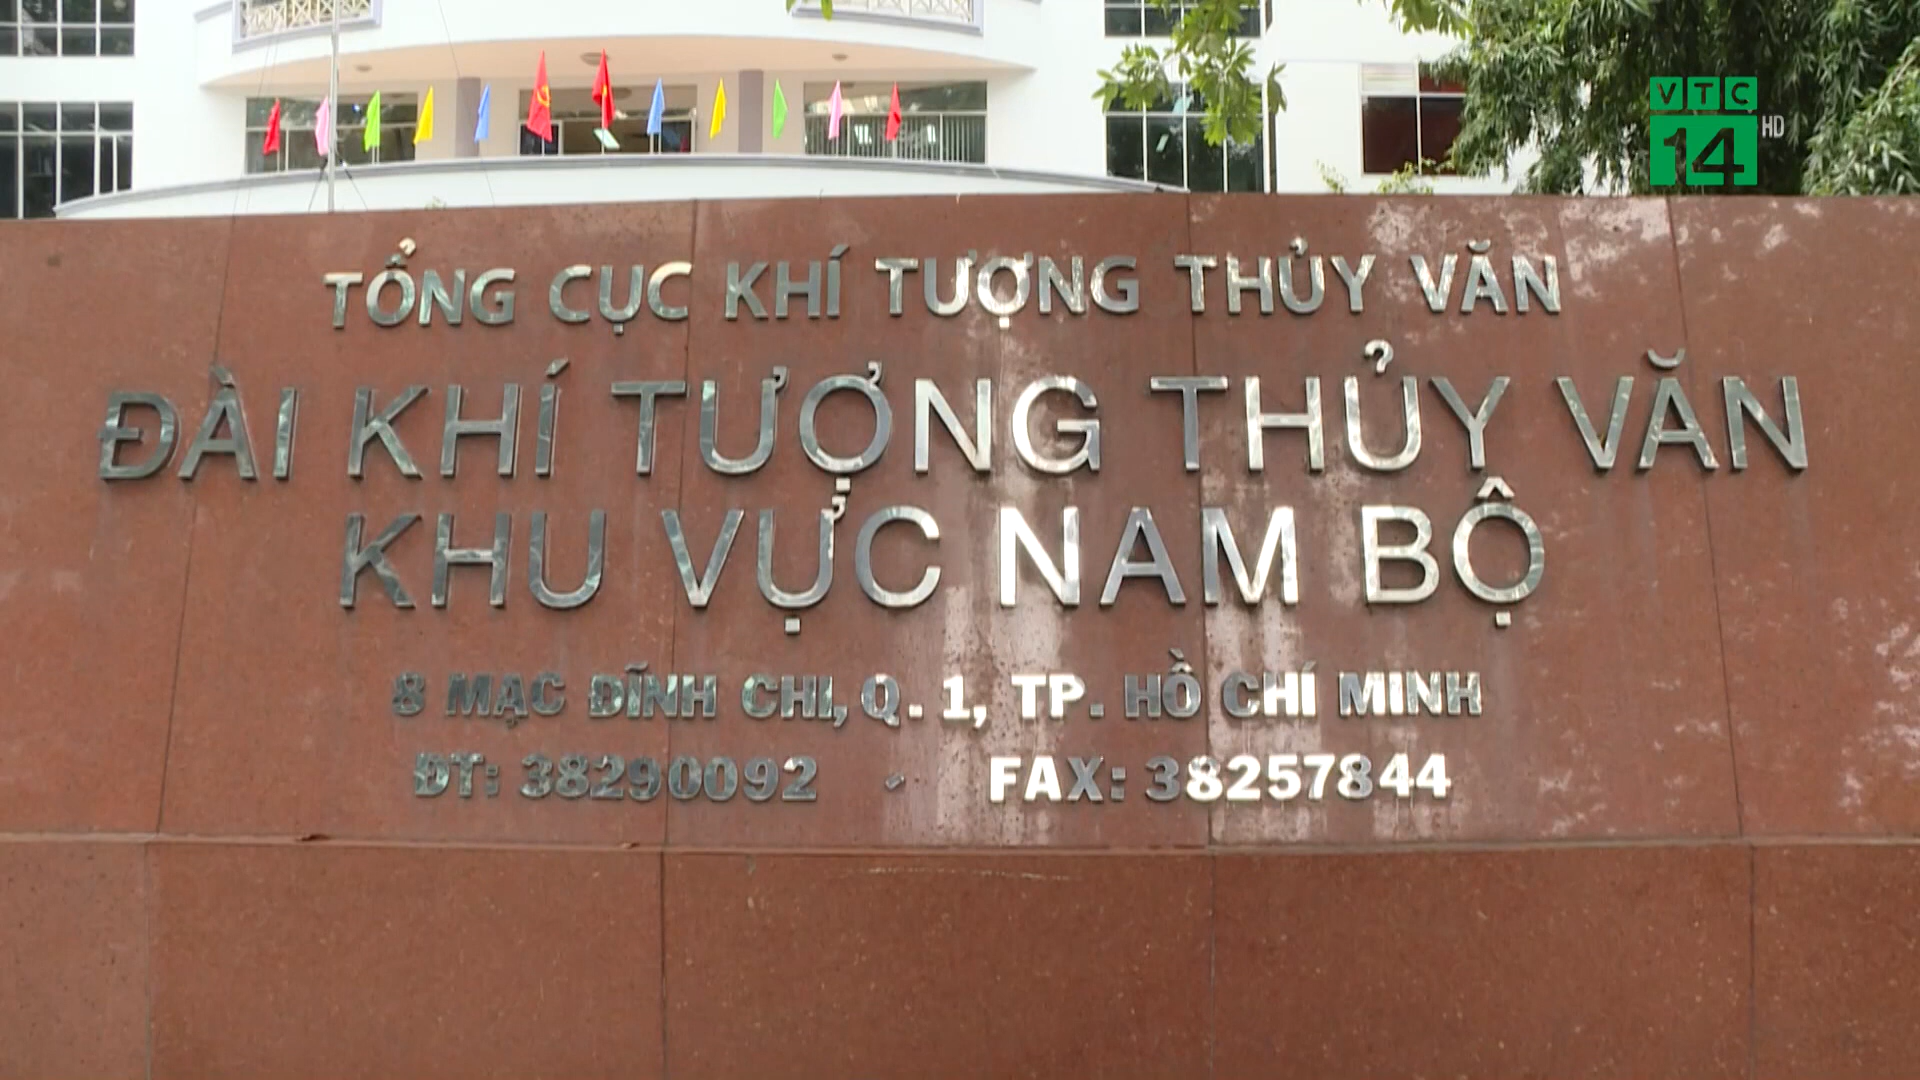 VTC
14 HD
TỔNG CỤC KHÍ TƯỢNG THỦY VĂN
ĐÀI KHÍ TƯỢNG THỦY VĂN
KHU VỰC NAM BỘ
8 MẠC ĐĨNH CHI, Q. 1, TP. HỒ CHÍ MINH
ĐT: 38290092 - FAX: 38257844